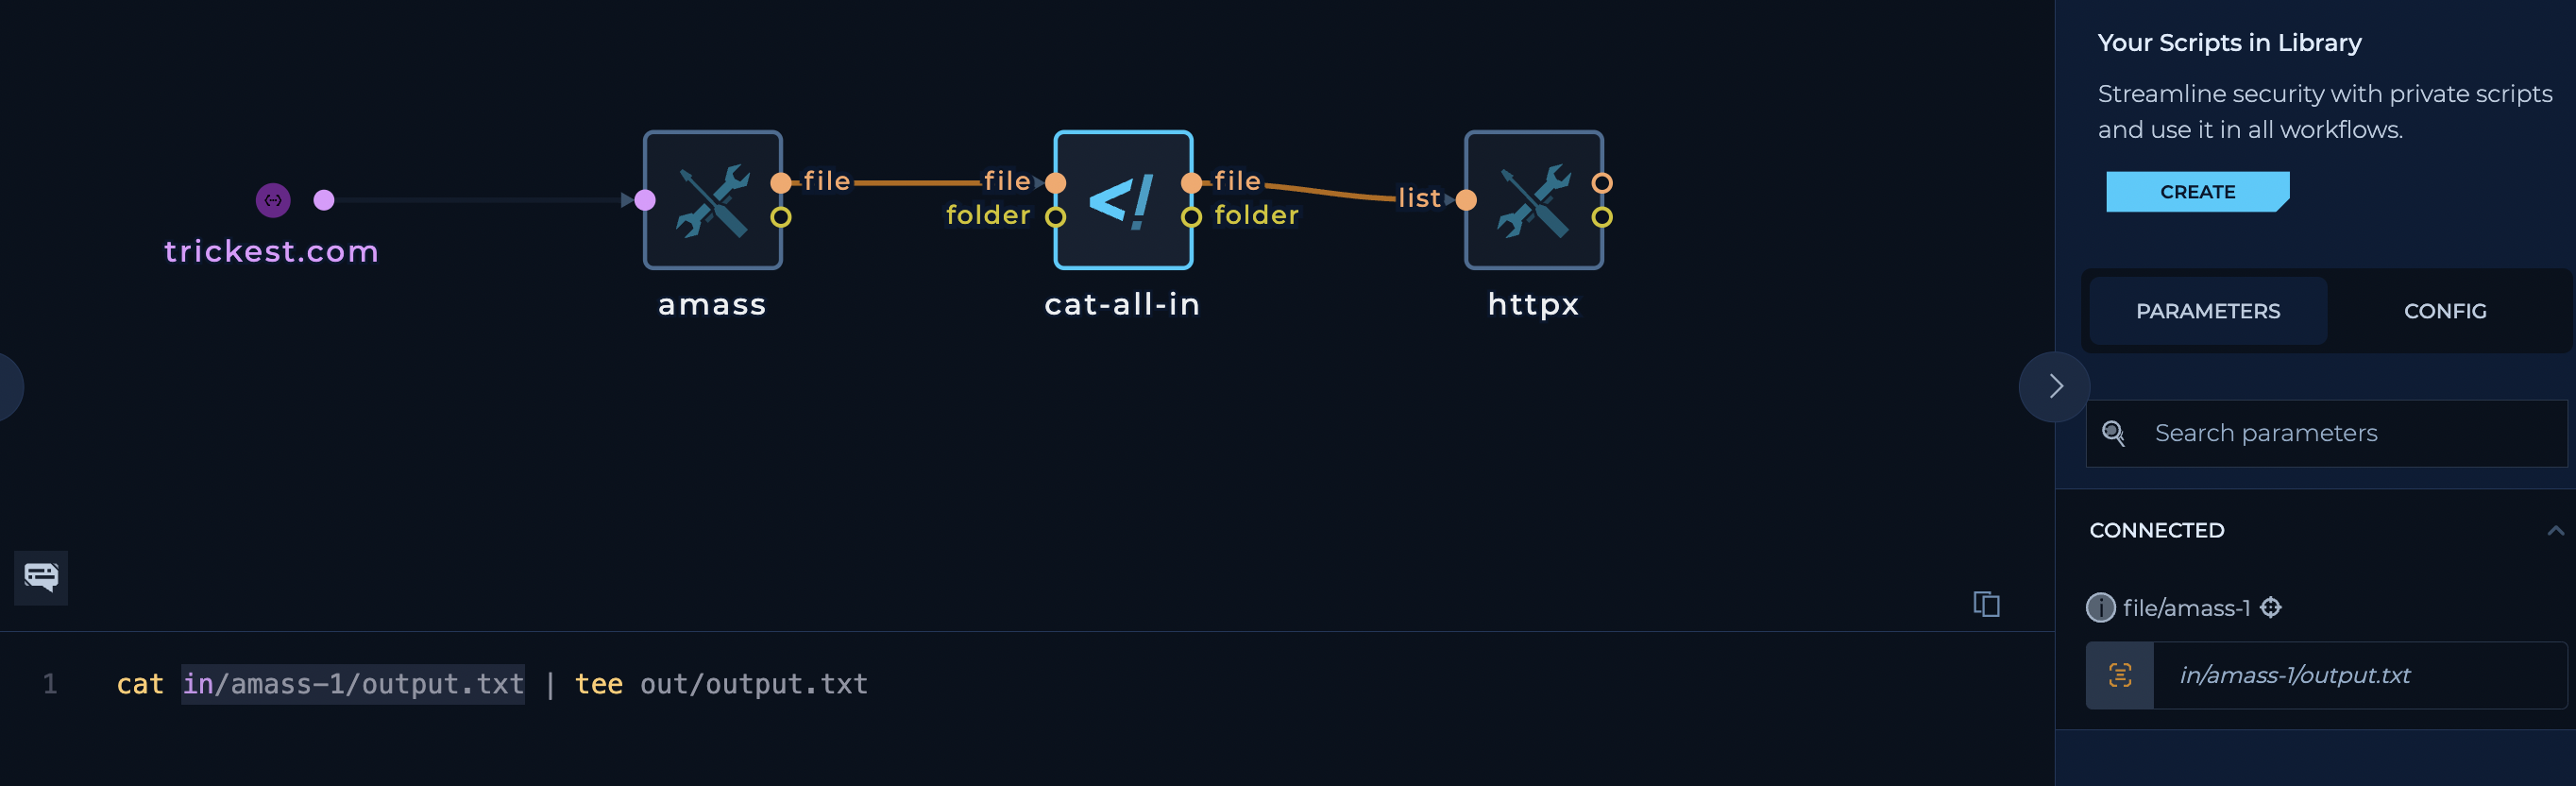 trickest.com
amass
file
file
folder
<!
cat-all-in
file
folder
list
httpx
1 cat in/amass-1/output.txt | tee out/output.txt
Your Scripts in Library
Streamline security with private scripts
and use it in all workflows.
CREATE
PARAMETERS CONFIG
Search parameters
CONNECTED
i file/amass-1
in/amass-1/output.txt